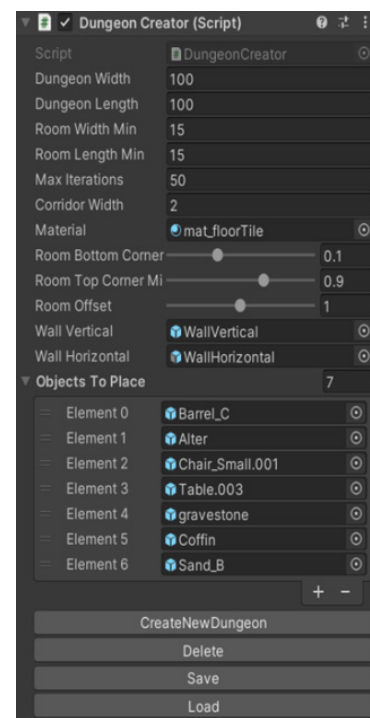 Dungeon Creator (Script)
Script DungeonCreator
Dungeon Width 100
Dungeon Length 100
Room Width Min 15
Room Length Min 15
Max Iterations 50
Corridor Width 2
Material mat_floorTile
Room Bottom Corner 0.1
Room Top Corner Mi 0.9
Room Offset 1
Wall Vertical WallVertical
Wall Horizontal WallHorizontal
Objects To Place 7
Element 0 Barrel_C
Element 1 Alter
Element 2 Chair_Small.001
Element 3 Table.003
Element 4 gravestone
Element 5 Coffin
Element 6 Sand_B
+ -
CreateNewDungeon
Delete
Save
Load